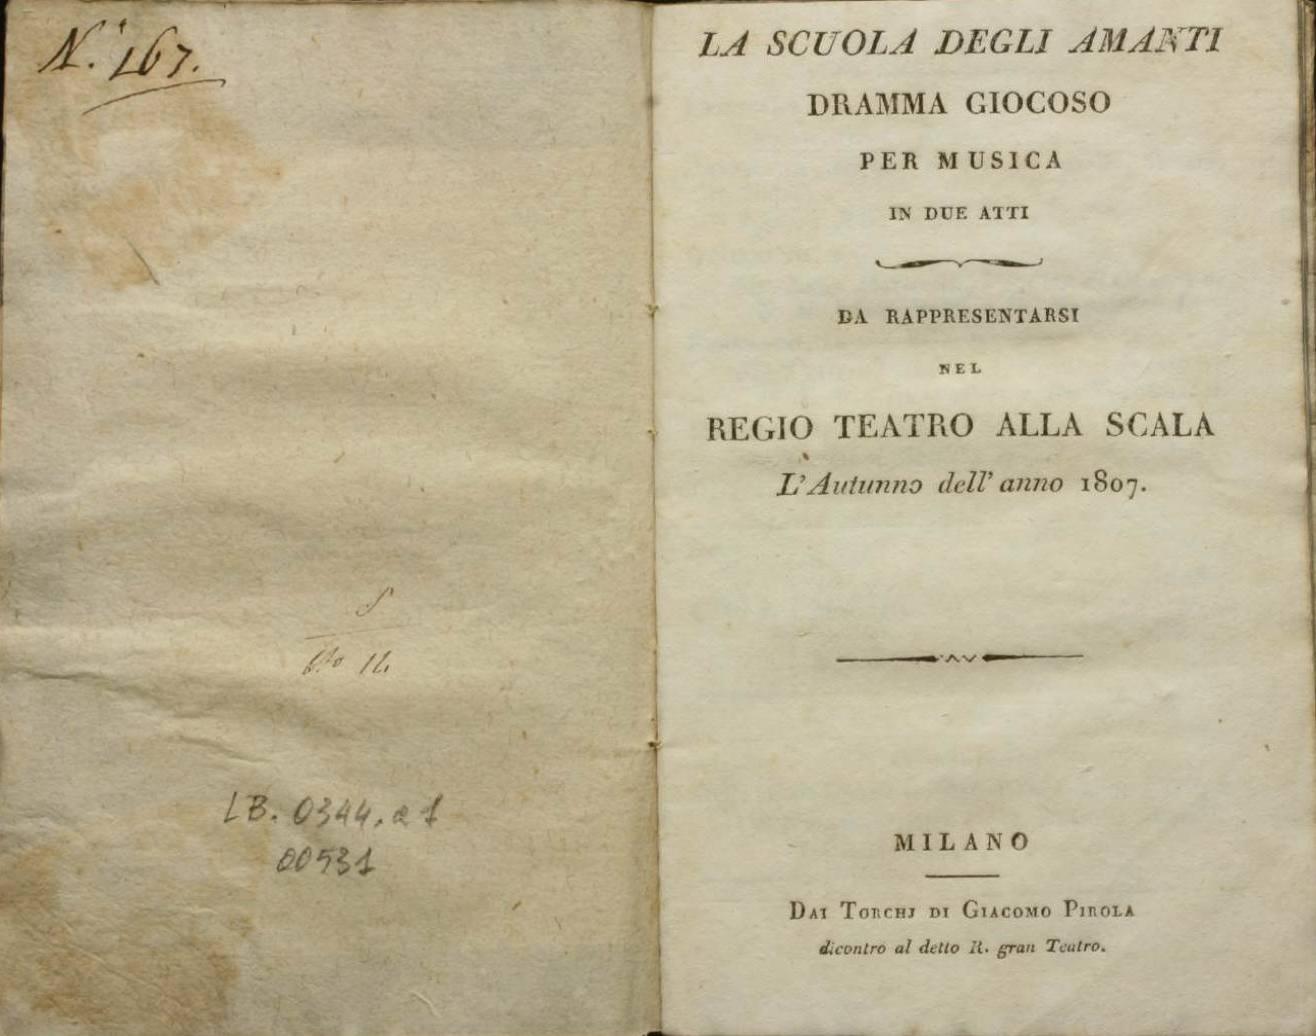 N.° 167.
LB. 0344. a 1
00531
LA SCUOLA DEGLI AMANTI
DRAMMA GIOCOSO
PER MUSICA
IN DUE ATTI
DA RAPPRESENTARSI
NEL
REGIO TEATRO ALLA SCALA
L'Autunno dell' anno 1807.
MILANO
DAI TORCHJ DI GIACOMO PIROLA
dicontro al detto R. gran Teatro.